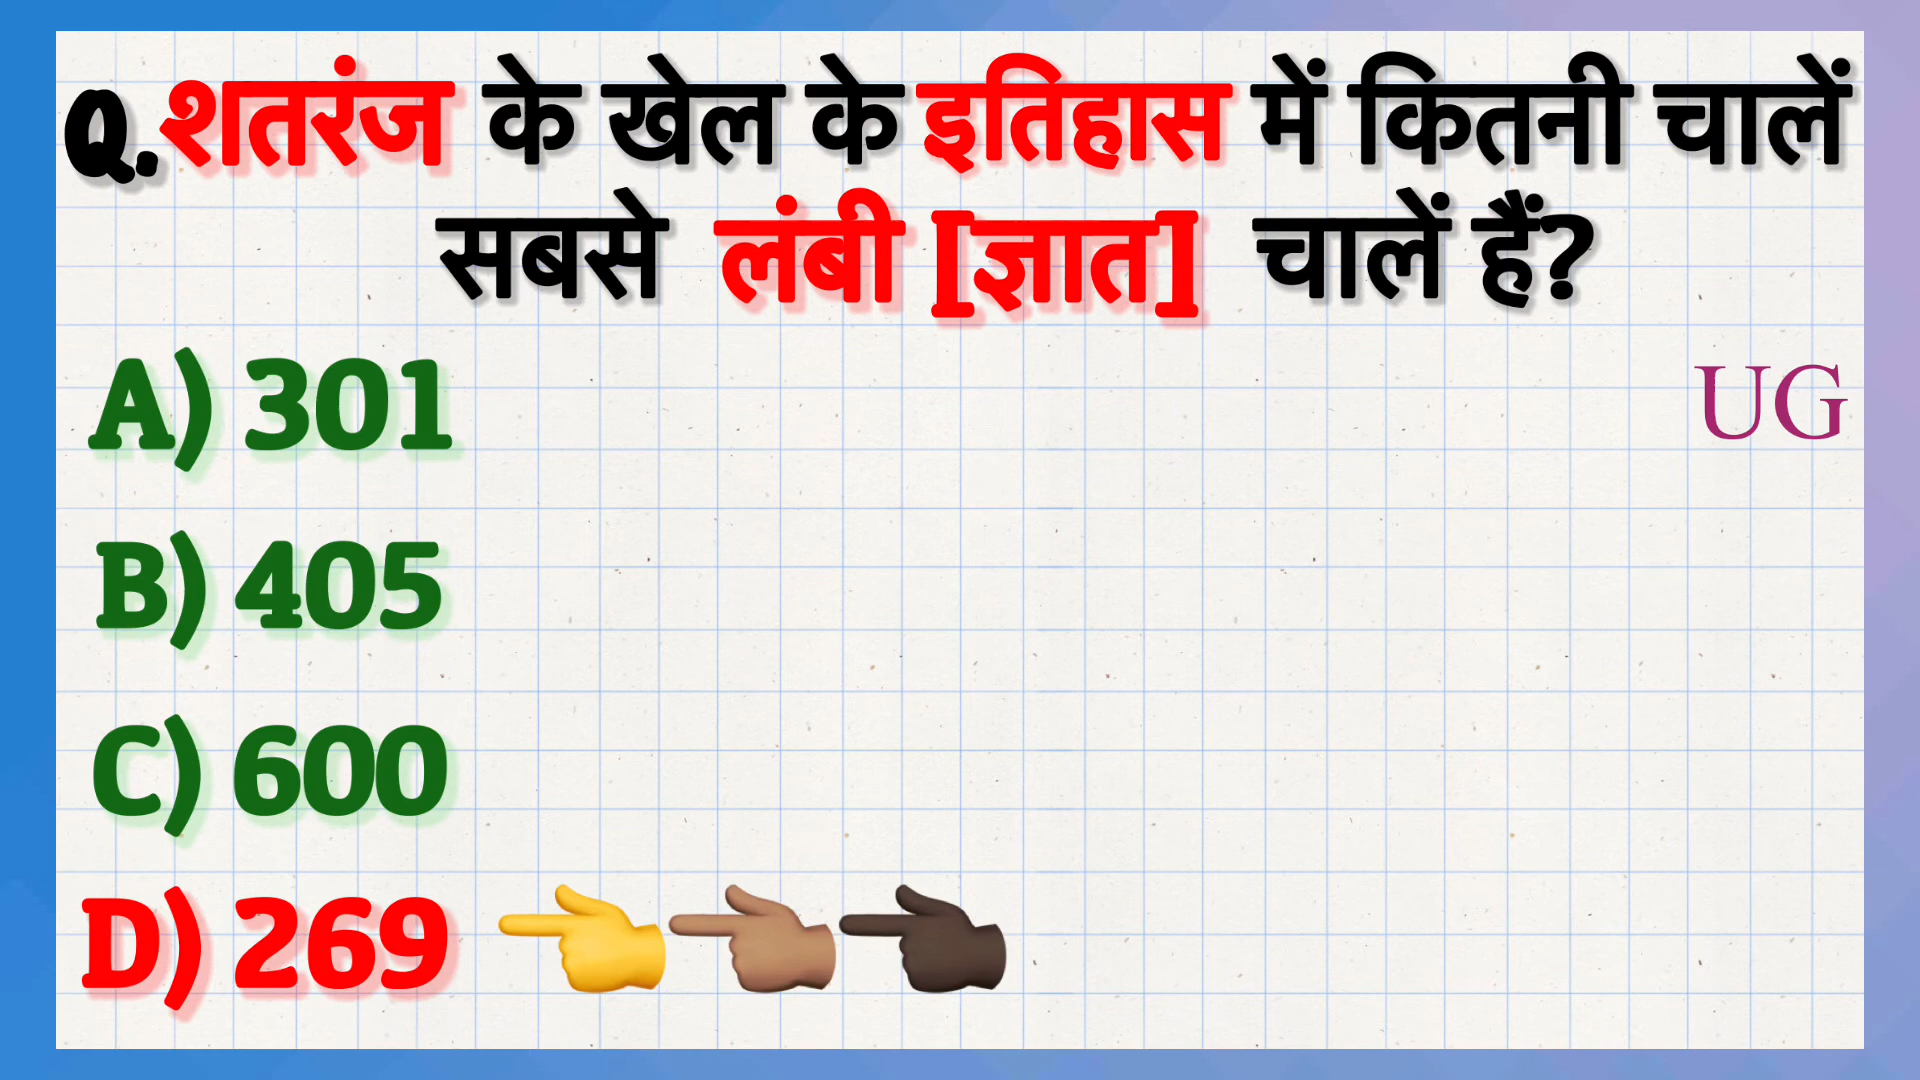 Q.शतरंज के खेल के इतिहास में कितनी चालें
सबसे लंबी [ज्ञात] चालें हैं?
A) 301
UG
B) 405
C) 600
D) 269